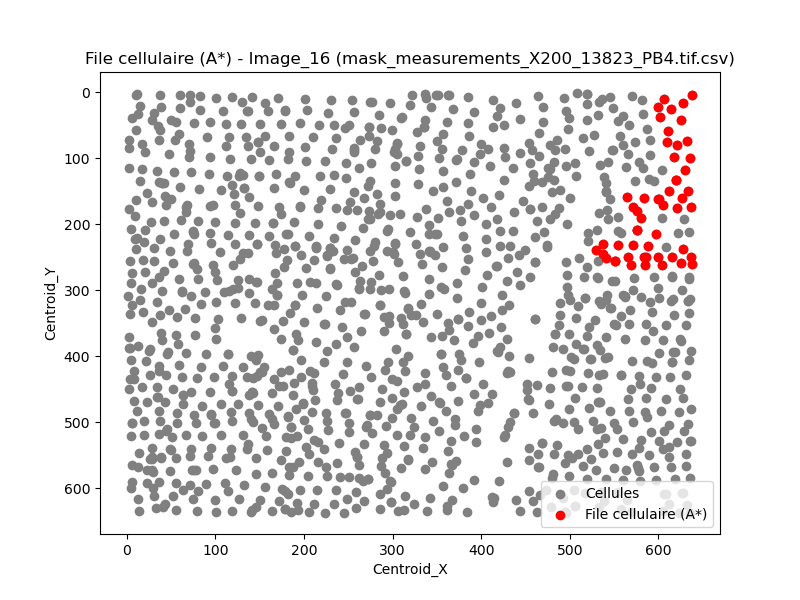 File cellulaire (A*) - Image_16 (mask_measurements_X200_13823_PB4.tif.csv)
0
100
200
300
400
500
600
Centroid_Y
0
100
200
300
400
500
600
Centroid_X
Cellules
File cellulaire (A*)